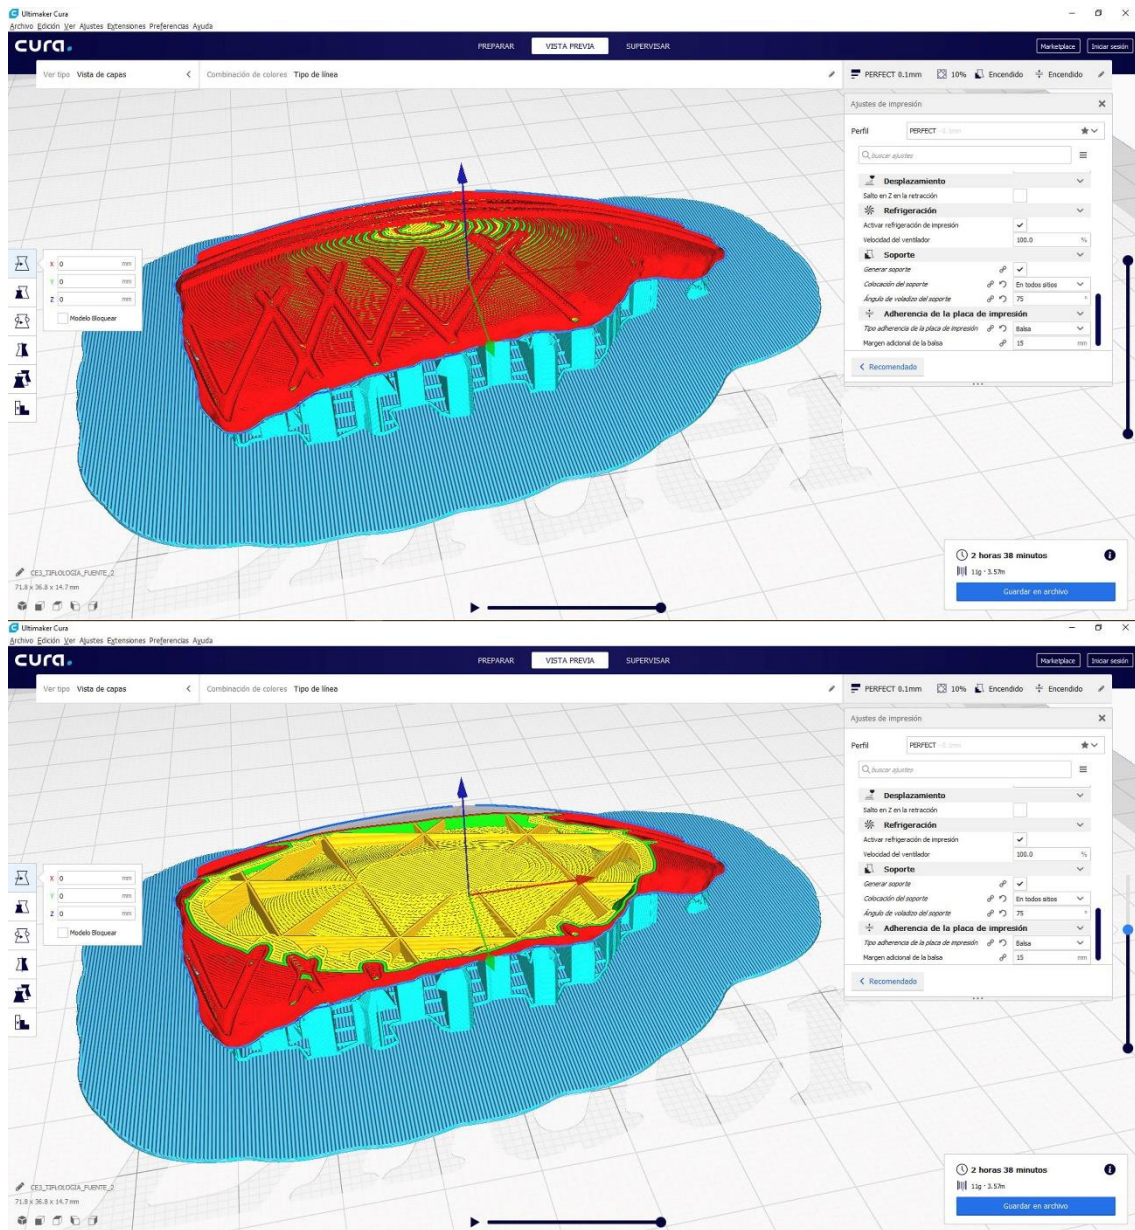 Ultimaker Cura
Archivo Edición Ver Ajustes Extensiones Preferencias Ayuda
cura.
PREPARAR VISTA PREVIA SUPERVISAR
Marketplace Iniciar sesión
Ver tipo Vista de capas
Combinación de colores Tipo de línea
PERFECT 0.1mm 10% Encendido Encendido
Ajustes de impresión
Perfil PERFECT - 0.1mm
buscar ajustes
Desplazamiento
Salto en Z en la retracción
Refrigeración
Activar refrigeración de impresión
Velocidad del ventilador 100.0 %
Soporte
Generar soporte
Colocación del soporte En todos sitios
Ángulo de voladizo del soporte 75 °
Adherencia de la placa de impresión
Tipo adherencia de la placa de impresión Balsa
Margen adicional de la balsa 15 mm
Recomendado
X 0 mm
Y 0 mm
Z 0 mm
Modelo Bloquear
CE3_TIFLOLOGIA_FUENTE_2
71.8 x 36.8 x 14.7 mm
2 horas 38 minutos
11g · 3.57m
Guardar en archivo
Ultimaker Cura
Archivo Edición Ver Ajustes Extensiones Preferencias Ayuda
cura.
PREPARAR VISTA PREVIA SUPERVISAR
Marketplace Iniciar sesión
Ver tipo Vista de capas
Combinación de colores Tipo de línea
PERFECT 0.1mm 10% Encendido Encendido
Ajustes de impresión
Perfil PERFECT - 0.1mm
buscar ajustes
Desplazamiento
Salto en Z en la retracción
Refrigeración
Activar refrigeración de impresión
Velocidad del ventilador 100.0 %
Soporte
Generar soporte
Colocación del soporte En todos sitios
Ángulo de voladizo del soporte 75 °
Adherencia de la placa de impresión
Tipo adherencia de la placa de impresión Balsa
Margen adicional de la balsa 15 mm
Recomendado
X 0 mm
Y 0 mm
Z 0 mm
Modelo Bloquear
CE3_TIFLOLOGIA_FUENTE_2
71.8 x 36.8 x 14.7 mm
2 horas 38 minutos
11g · 3.57m
Guardar en archivo